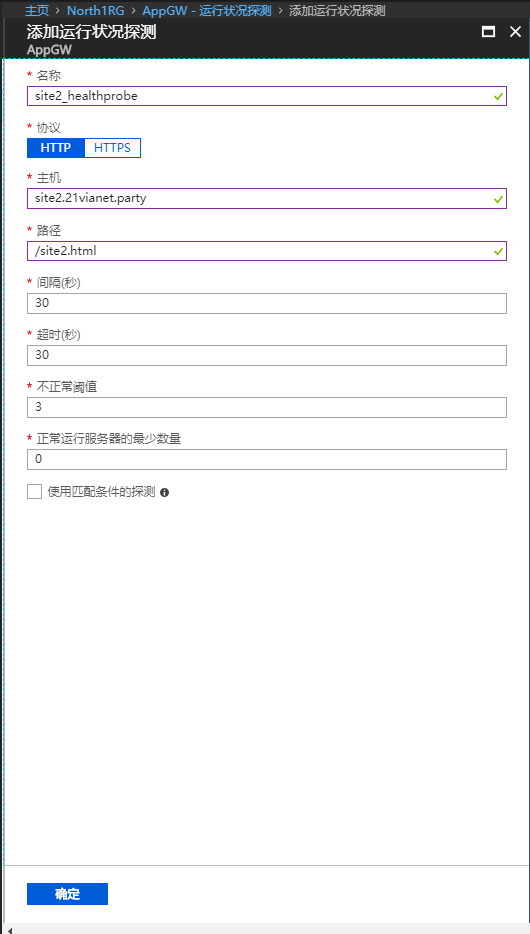 主页 > North1RG > AppGW - 运行状况探测 > 添加运行状况探测
添加运行状况探测
AppGW
* 名称
site2_healthprobe
* 协议
HTTP HTTPS
* 主机
site2.21vianet.party
* 路径
/site2.html
* 间隔(秒)
30
* 超时(秒)
30
* 不正常阈值
3
* 正常运行服务器的最少数量
0
使用匹配条件的探测
确定